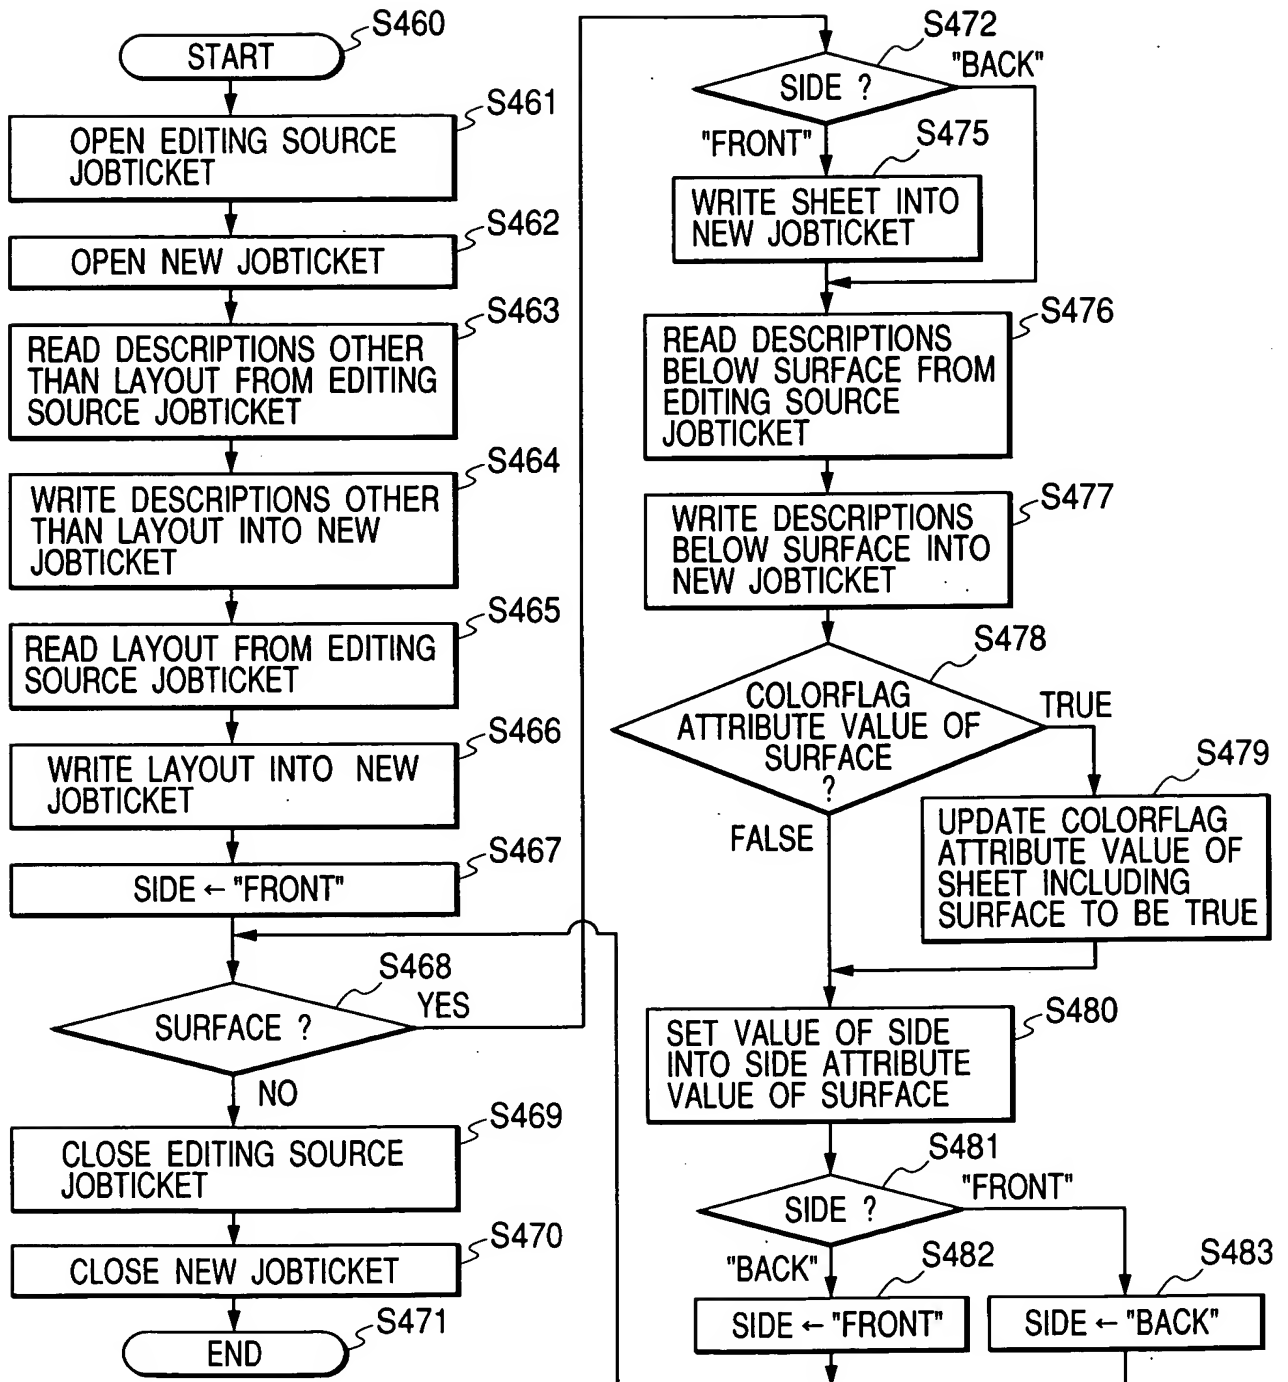 START
S460
OPEN EDITING SOURCE
JOBTICKET
S461
OPEN NEW JOBTICKET
S462
READ DESCRIPTIONS OTHER
THAN LAYOUT FROM EDITING
SOURCE JOBTICKET
S463
WRITE DESCRIPTIONS OTHER
THAN LAYOUT INTO NEW
JOBTICKET
S464
READ LAYOUT FROM EDITING
SOURCE JOBTICKET
S465
WRITE LAYOUT INTO NEW
JOBTICKET
S466
SIDE ← "FRONT"
S467
SURFACE ?
S468
YES
NO
CLOSE EDITING SOURCE
JOBTICKET
S469
CLOSE NEW JOBTICKET
S470
END
S471
SIDE ?
S472
"BACK"
"FRONT"
S475
WRITE SHEET INTO
NEW JOBTICKET
READ DESCRIPTIONS
BELOW SURFACE FROM
EDITING SOURCE
JOBTICKET
S476
WRITE DESCRIPTIONS
BELOW SURFACE INTO
NEW JOBTICKET
S477
COLORFLAG
ATTRIBUTE VALUE OF
SURFACE
?
S478
TRUE
FALSE
S479
UPDATE COLORFLAG
ATTRIBUTE VALUE OF
SHEET INCLUDING
SURFACE TO BE TRUE
SET VALUE OF SIDE
INTO SIDE ATTRIBUTE
VALUE OF SURFACE
S480
SIDE ?
S481
"FRONT"
"BACK"
S482
SIDE ← "FRONT"
S483
SIDE ← "BACK"